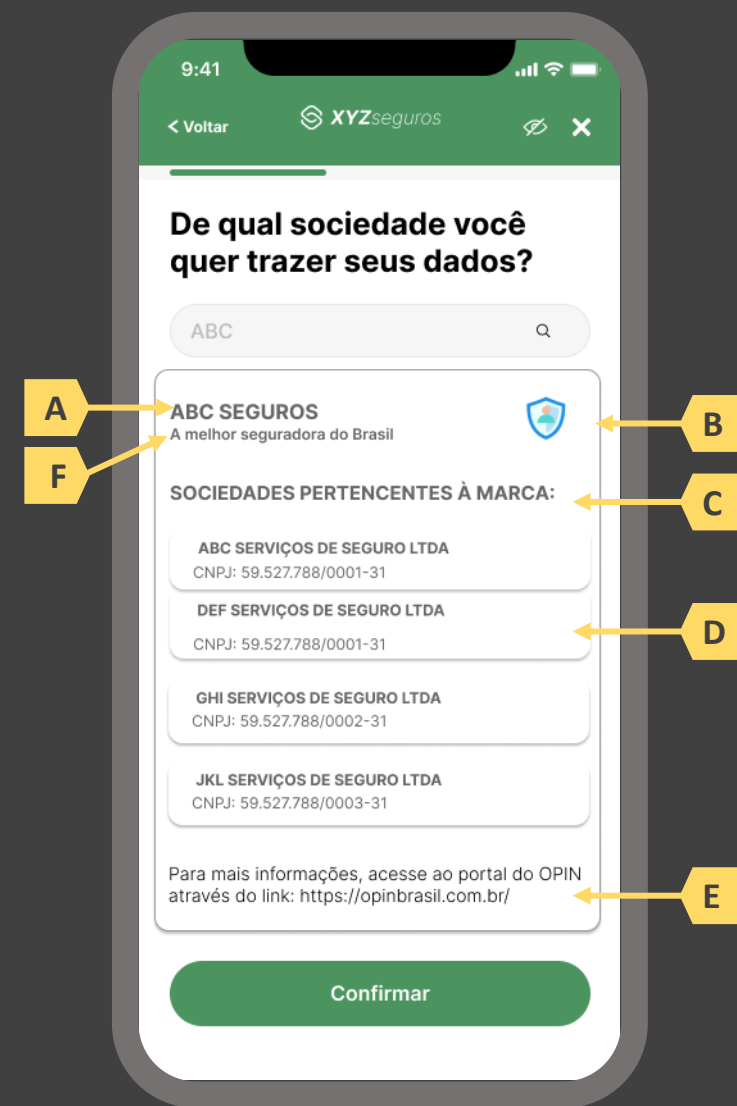 9:41
< Voltar
XYZseguros
De qual sociedade você
quer trazer seus dados?
ABC
A
ABC SEGUROS
B
A melhor seguradora do Brasil
F
SOCIEDADES PERTENCENTES À MARCA:
C
ABC SERVIÇOS DE SEGURO LTDA
CNPJ: 59.527.788/0001-31
DEF SERVIÇOS DE SEGURO LTDA
D
CNPJ: 59.527.788/0001-31
GHI SERVIÇOS DE SEGURO LTDA
CNPJ: 59.527.788/0002-31
JKL SERVIÇOS DE SEGURO LTDA
CNPJ: 59.527.788/0003-31
Para mais informações, acesse ao portal do OPIN
através do link: https://opinbrasil.com.br/
E
Confirmar